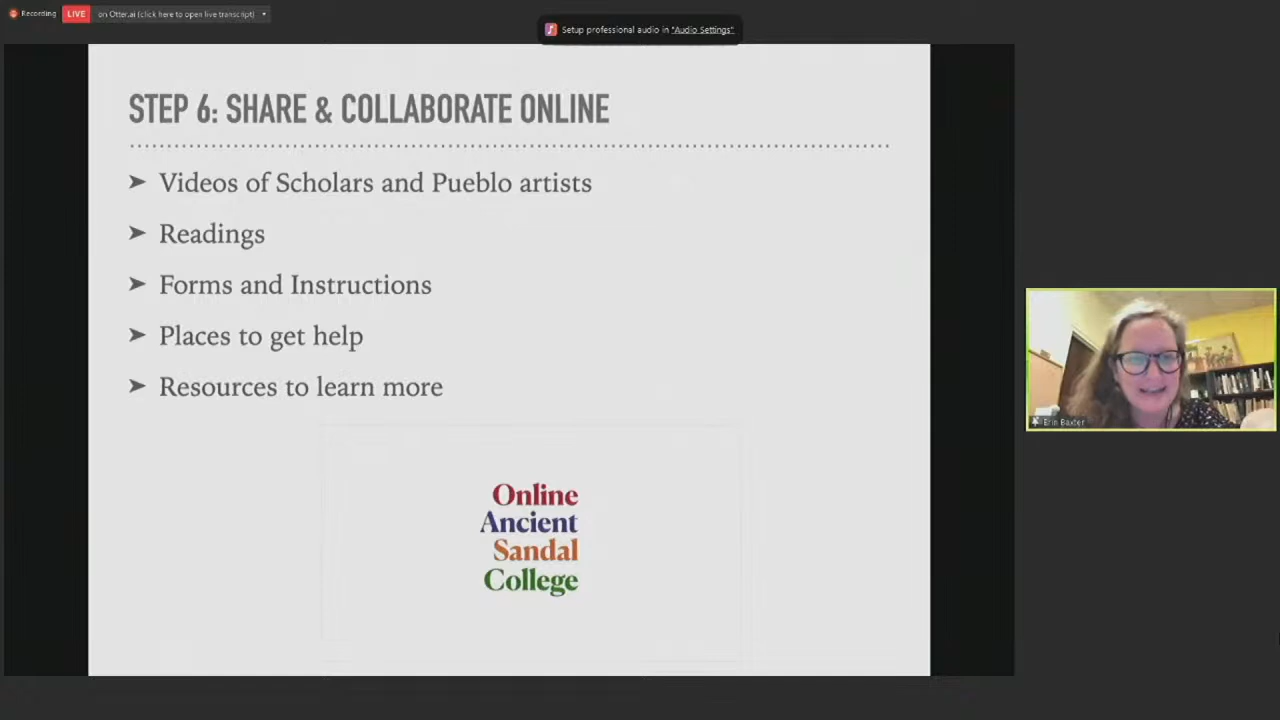 Recording
LIVE
on Otter.ai (click here to open live transcript)
Setup professional audio in "Audio Settings"
STEP 6: SHARE & COLLABORATE ONLINE
➤ Videos of Scholars and Pueblo artists
➤ Readings
➤ Forms and Instructions
➤ Places to get help
➤ Resources to learn more
Online
Ancient
Sandal
College
Erin Baxter